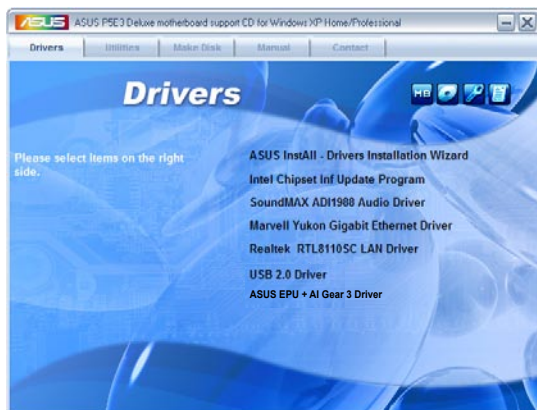 ASUS ASUS P5E3 Deluxe motherboard support CD for Windows XP Home/Professional
Drivers Utilities Make Disk Manual Contact
Drivers
MB
Please select items on the right
side.
ASUS InstAll - Drivers Installation Wizard
Intel Chipset Inf Update Program
SoundMAX ADI1988 Audio Driver
Marvell Yukon Gigabit Ethernet Driver
Realtek RTL8110SC LAN Driver
USB 2.0 Driver
ASUS EPU + AI Gear 3 Driver